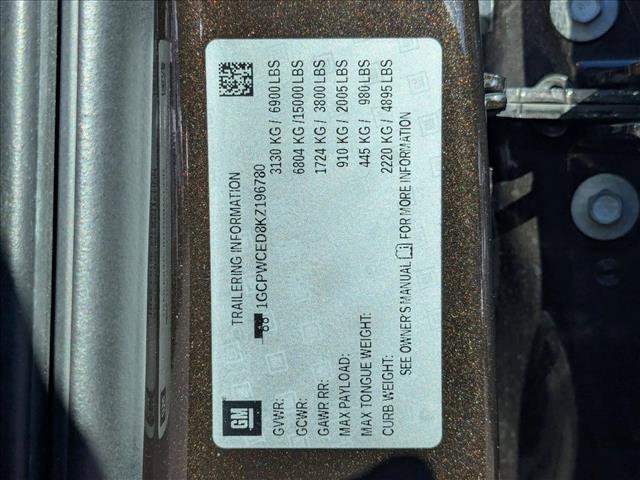 GM
TRAILERING INFORMATION
1GCPWCED8KZ196780
GVWR: 3130 KG / 6900 LBS
GCWR: 6804 KG /15000 LBS
GAWR RR: 1724 KG / 3800 LBS
MAX PAYLOAD: 910 KG / 2005 LBS
MAX TONGUE WEIGHT: 445 KG / 980 LBS
CURB WEIGHT: 2220 KG / 4895 LBS
SEE OWNER'S MANUAL FOR MORE INFORMATION